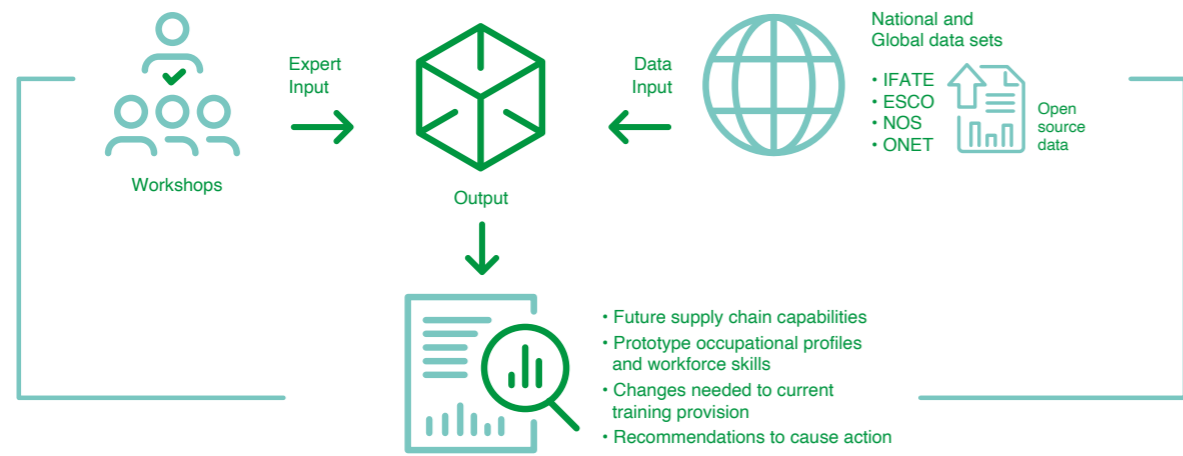 Workshops
Expert
Input
Output
Data
Input
National and
Global data sets
• IFATE
• ESCO
• NOS
• ONET
Open
source
data
• Future supply chain capabilities
• Prototype occupational profiles
and workforce skills
• Changes needed to current
training provision
• Recommendations to cause action